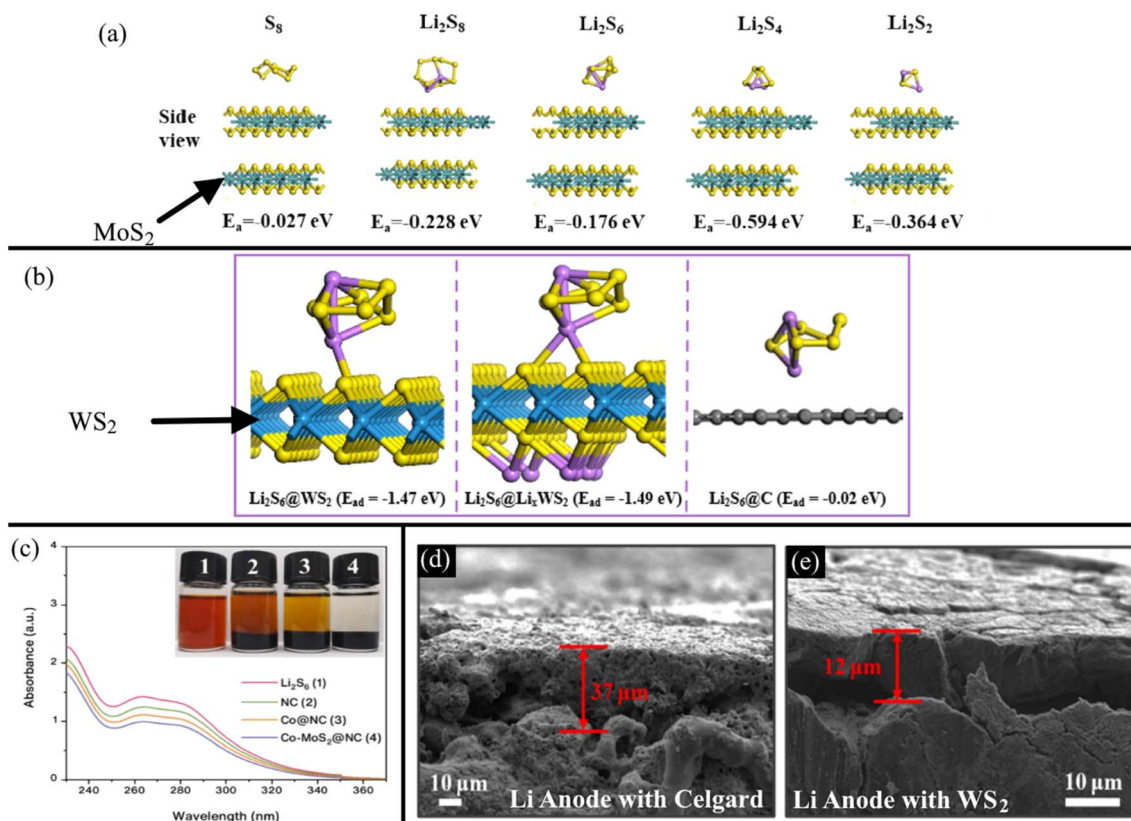 (a)
S₈ Li₂S₈ Li₂S₆ Li₂S₄ Li₂S₂
Side
view
Eₐ=-0.027 eV Eₐ=-0.228 eV Eₐ=-0.176 eV Eₐ=-0.594 eV Eₐ=-0.364 eV
MoS₂
(b)
WS₂
Li₂S₆@WS₂ (E_ad = -1.47 eV) Li₂S₆@LiₓWS₂ (E_ad = -1.49 eV) Li₂S₆@C (E_ad = -0.02 eV)
(c)
1 2 3 4
Absorbance (a.u.)
4
3
2
1
0
Li₂S₆ (1)
NC (2)
Co@NC (3)
Co-MoS₂@NC (4)
240 260 280 300 320 340 360
Wavelength (nm)
(d)
37 μm
10 μm
Li Anode with Celgard
(e)
12 μm
10 μm
Li Anode with WS₂